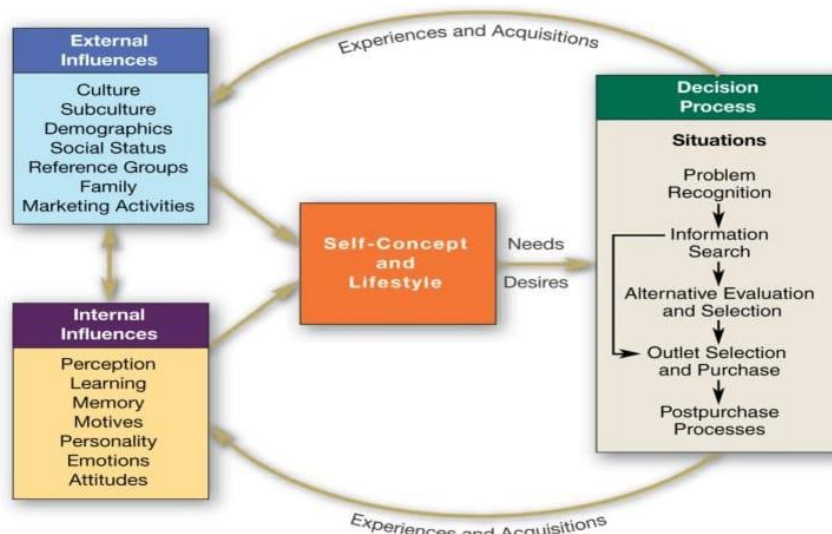 Experiences and Acquisitions
External
Influences
Culture
Subculture
Demographics
Social Status
Reference Groups
Family
Marketing Activities
Internal
Influences
Perception
Learning
Memory
Motives
Personality
Emotions
Attitudes
Self-Concept
and
Lifestyle
Needs
Desires
Decision
Process
Situations
Problem
Recognition
Information
Search
Alternative Evaluation
and Selection
Outlet Selection
and Purchase
Postpurchase
Processes
Experiences and Acquisitions